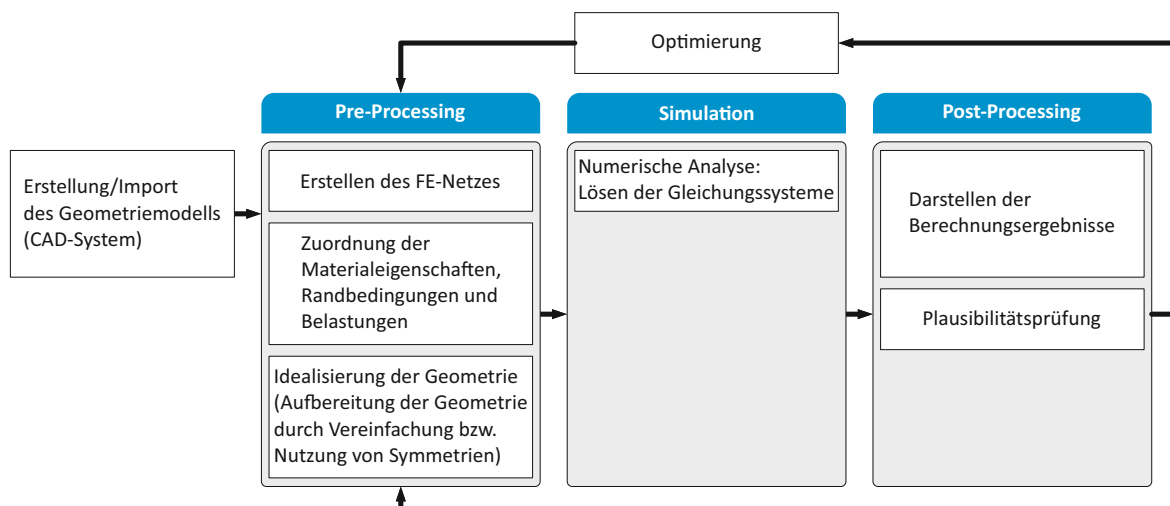 Optimierung
Pre-Processing
Simulation
Post-Processing
Erstellung/Import
des Geometriemodells
(CAD-System)
Erstellen des FE-Netzes
Zuordnung der
Materialeigenschaften,
Randbedingungen und
Belastungen
Idealisierung der Geometrie
(Aufbereitung der Geometrie
durch Vereinfachung bzw.
Nutzung von Symmetrien)
Numerische Analyse:
Lösen der Gleichungssysteme
Darstellen der
Berechnungsergebnisse
Plausibilitätsprüfung